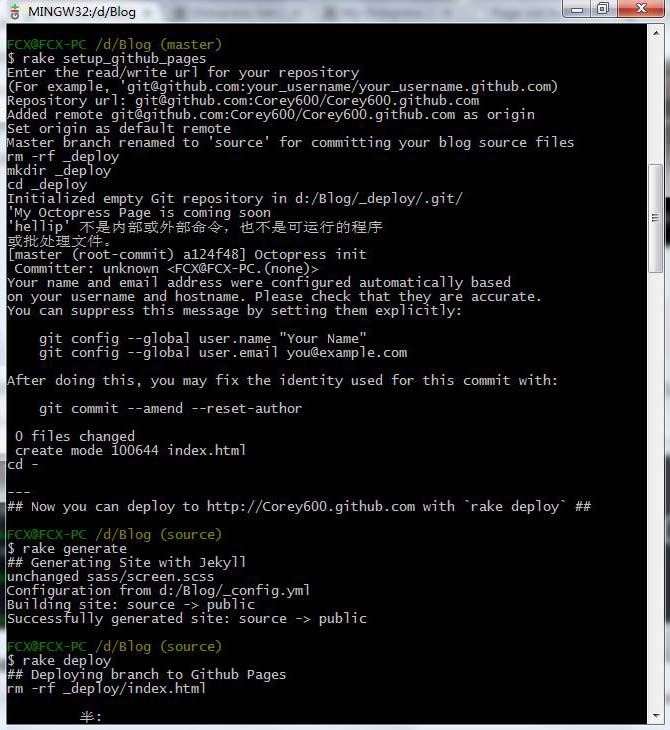 MINGW32:/d/Blog
FCX@FCX-PC /d/Blog (master)
$ rake setup_github_pages
Enter the read/write url for your repository
(For example, 'git@github.com:your_username/your_username.github.com)
Repository url: git@github.com:Corey600/Corey600.github.com
Added remote git@github.com:Corey600/Corey600.github.com as origin
Set origin as default remote
Master branch renamed to 'source' for committing your blog source files
rm -rf _deploy
mkdir _deploy
cd _deploy
Initialized empty Git repository in d:/Blog/_deploy/.git/
'My Octopress Page is coming soon
'hellip' 不是内部或外部命令，也不是可运行的程序
或批处理文件。
[master (root-commit) a124f48] Octopress init
 Committer: unknown <FCX@FCX-PC.(none)>
Your name and email address were configured automatically based
on your username and hostname. Please check that they are accurate.
You can suppress this message by setting them explicitly:
    git config --global user.name "Your Name"
    git config --global user.email you@example.com
After doing this, you may fix the identity used for this commit with:
    git commit --amend --reset-author
 0 files changed
 create mode 100644 index.html
cd -
---
## Now you can deploy to http://Corey600.github.com with `rake deploy` ##
FCX@FCX-PC /d/Blog (source)
$ rake generate
## Generating Site with Jekyll
unchanged sass/screen.scss
Configuration from d:/Blog/_config.yml
Building site: source -> public
Successfully generated site: source -> public
FCX@FCX-PC /d/Blog (source)
$ rake deploy
## Deploying branch to Github Pages
rm -rf _deploy/index.html
半: